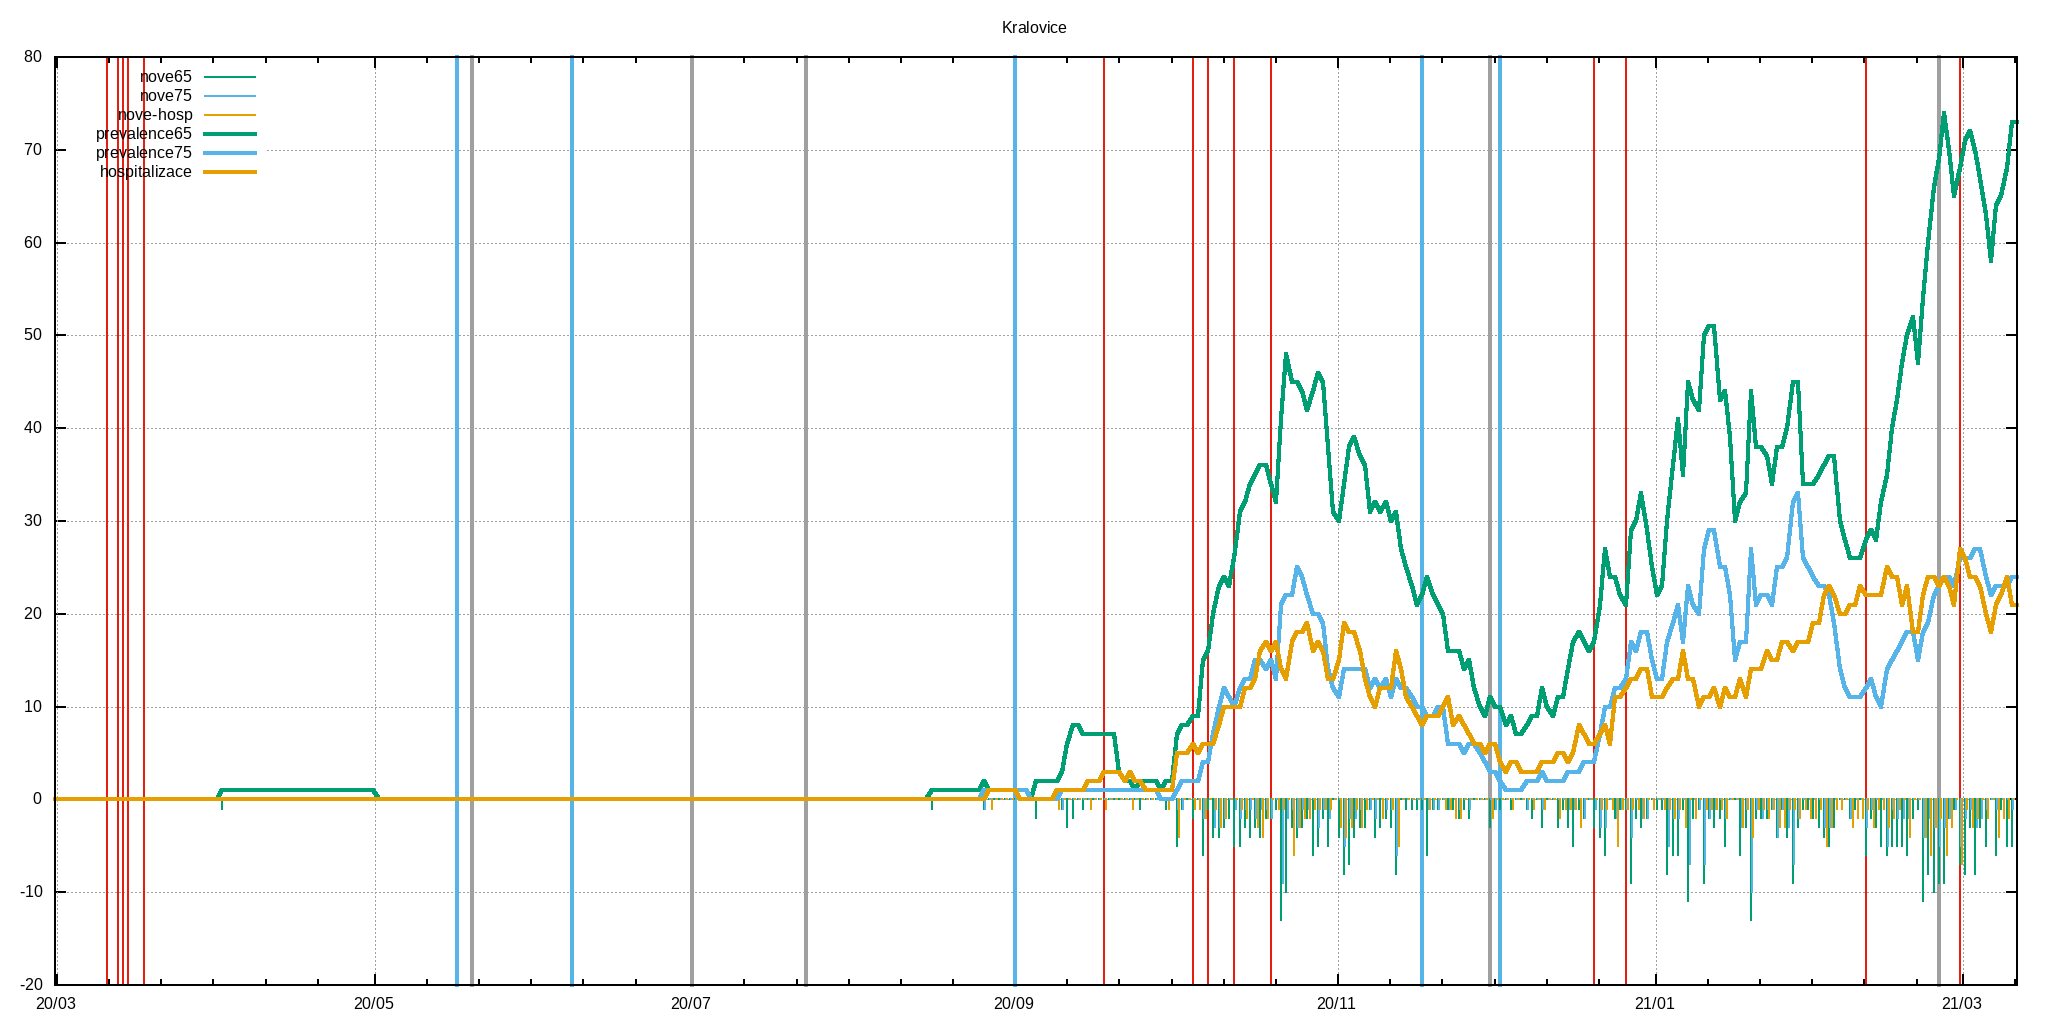 Kralovice
80
70
60
50
40
30
20
10
0
-10
-20
nove65
nove75
nove-hosp
prevalence65
prevalence75
hospitalizace
20/03 20/05 20/07 20/09 20/11 21/01 21/03